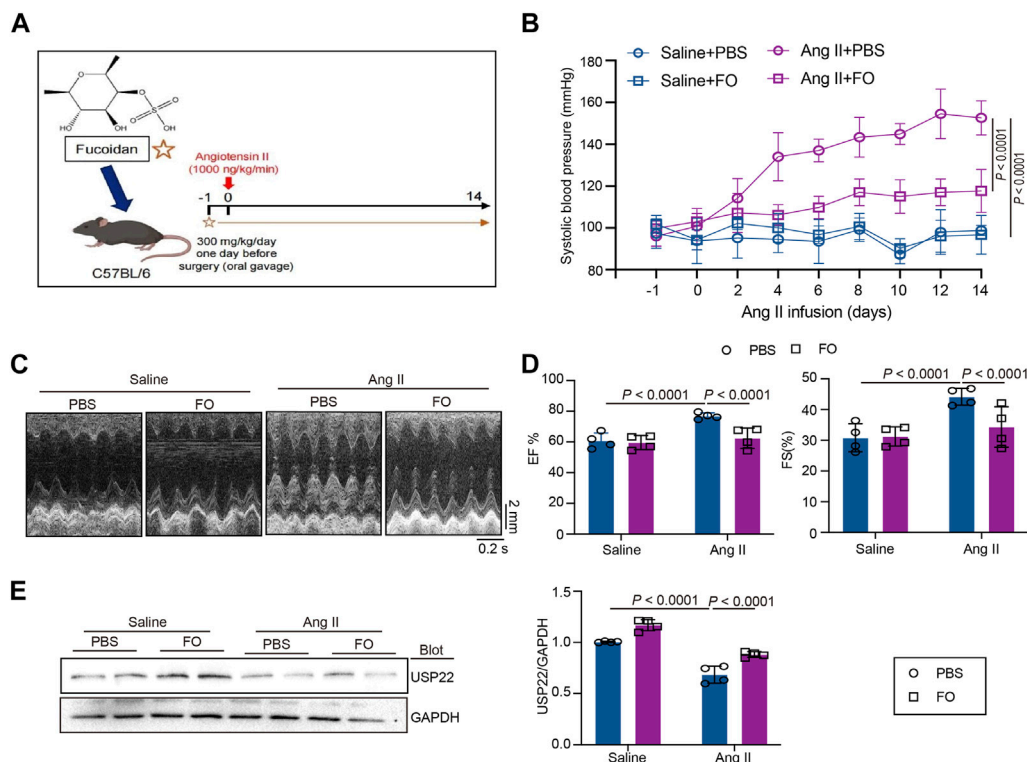 A
O
O
O
S
O
HO
OH
OH
Fucoidan
Angiotensin II
(1000 ng/kg/min)
-1
0
14
300 mg/kg/day
one day before
surgery (oral gavage)
C57BL/6
B
Saline+PBS
Ang II+PBS
Saline+FO
Ang II+FO
Systolic blood pressure (mmHg)
160
140
120
100
80
-1
0
2
4
6
8
10
12
14
Ang II infusion (days)
P < 0.0001
P < 0.0001
C
Saline
Ang II
PBS
FO
PBS
FO
2 mm
0.2 s
D
PBS
FO
EF %
100
80
60
40
20
0
P < 0.0001
P < 0.0001
Saline
Ang II
FS(%)
50
40
30
20
10
0
P < 0.0001
P < 0.0001
Saline
Ang II
E
Saline
Ang II
PBS
FO
PBS
FO
Blot
USP22
GAPDH
USP22/GAPDH
1.5
1.0
0.5
0.0
P < 0.0001
P < 0.0001
Saline
Ang II
PBS
FO